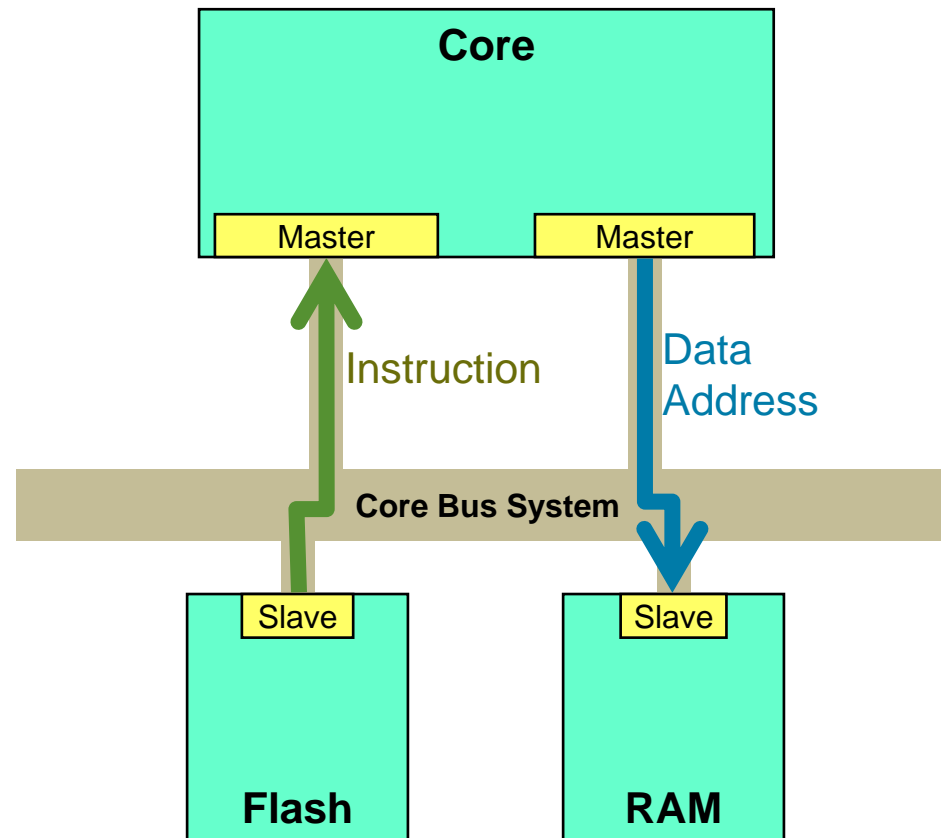 Core
Master
Master
Instruction
Data
Address
Core Bus System
Slave
Slave
Flash
RAM